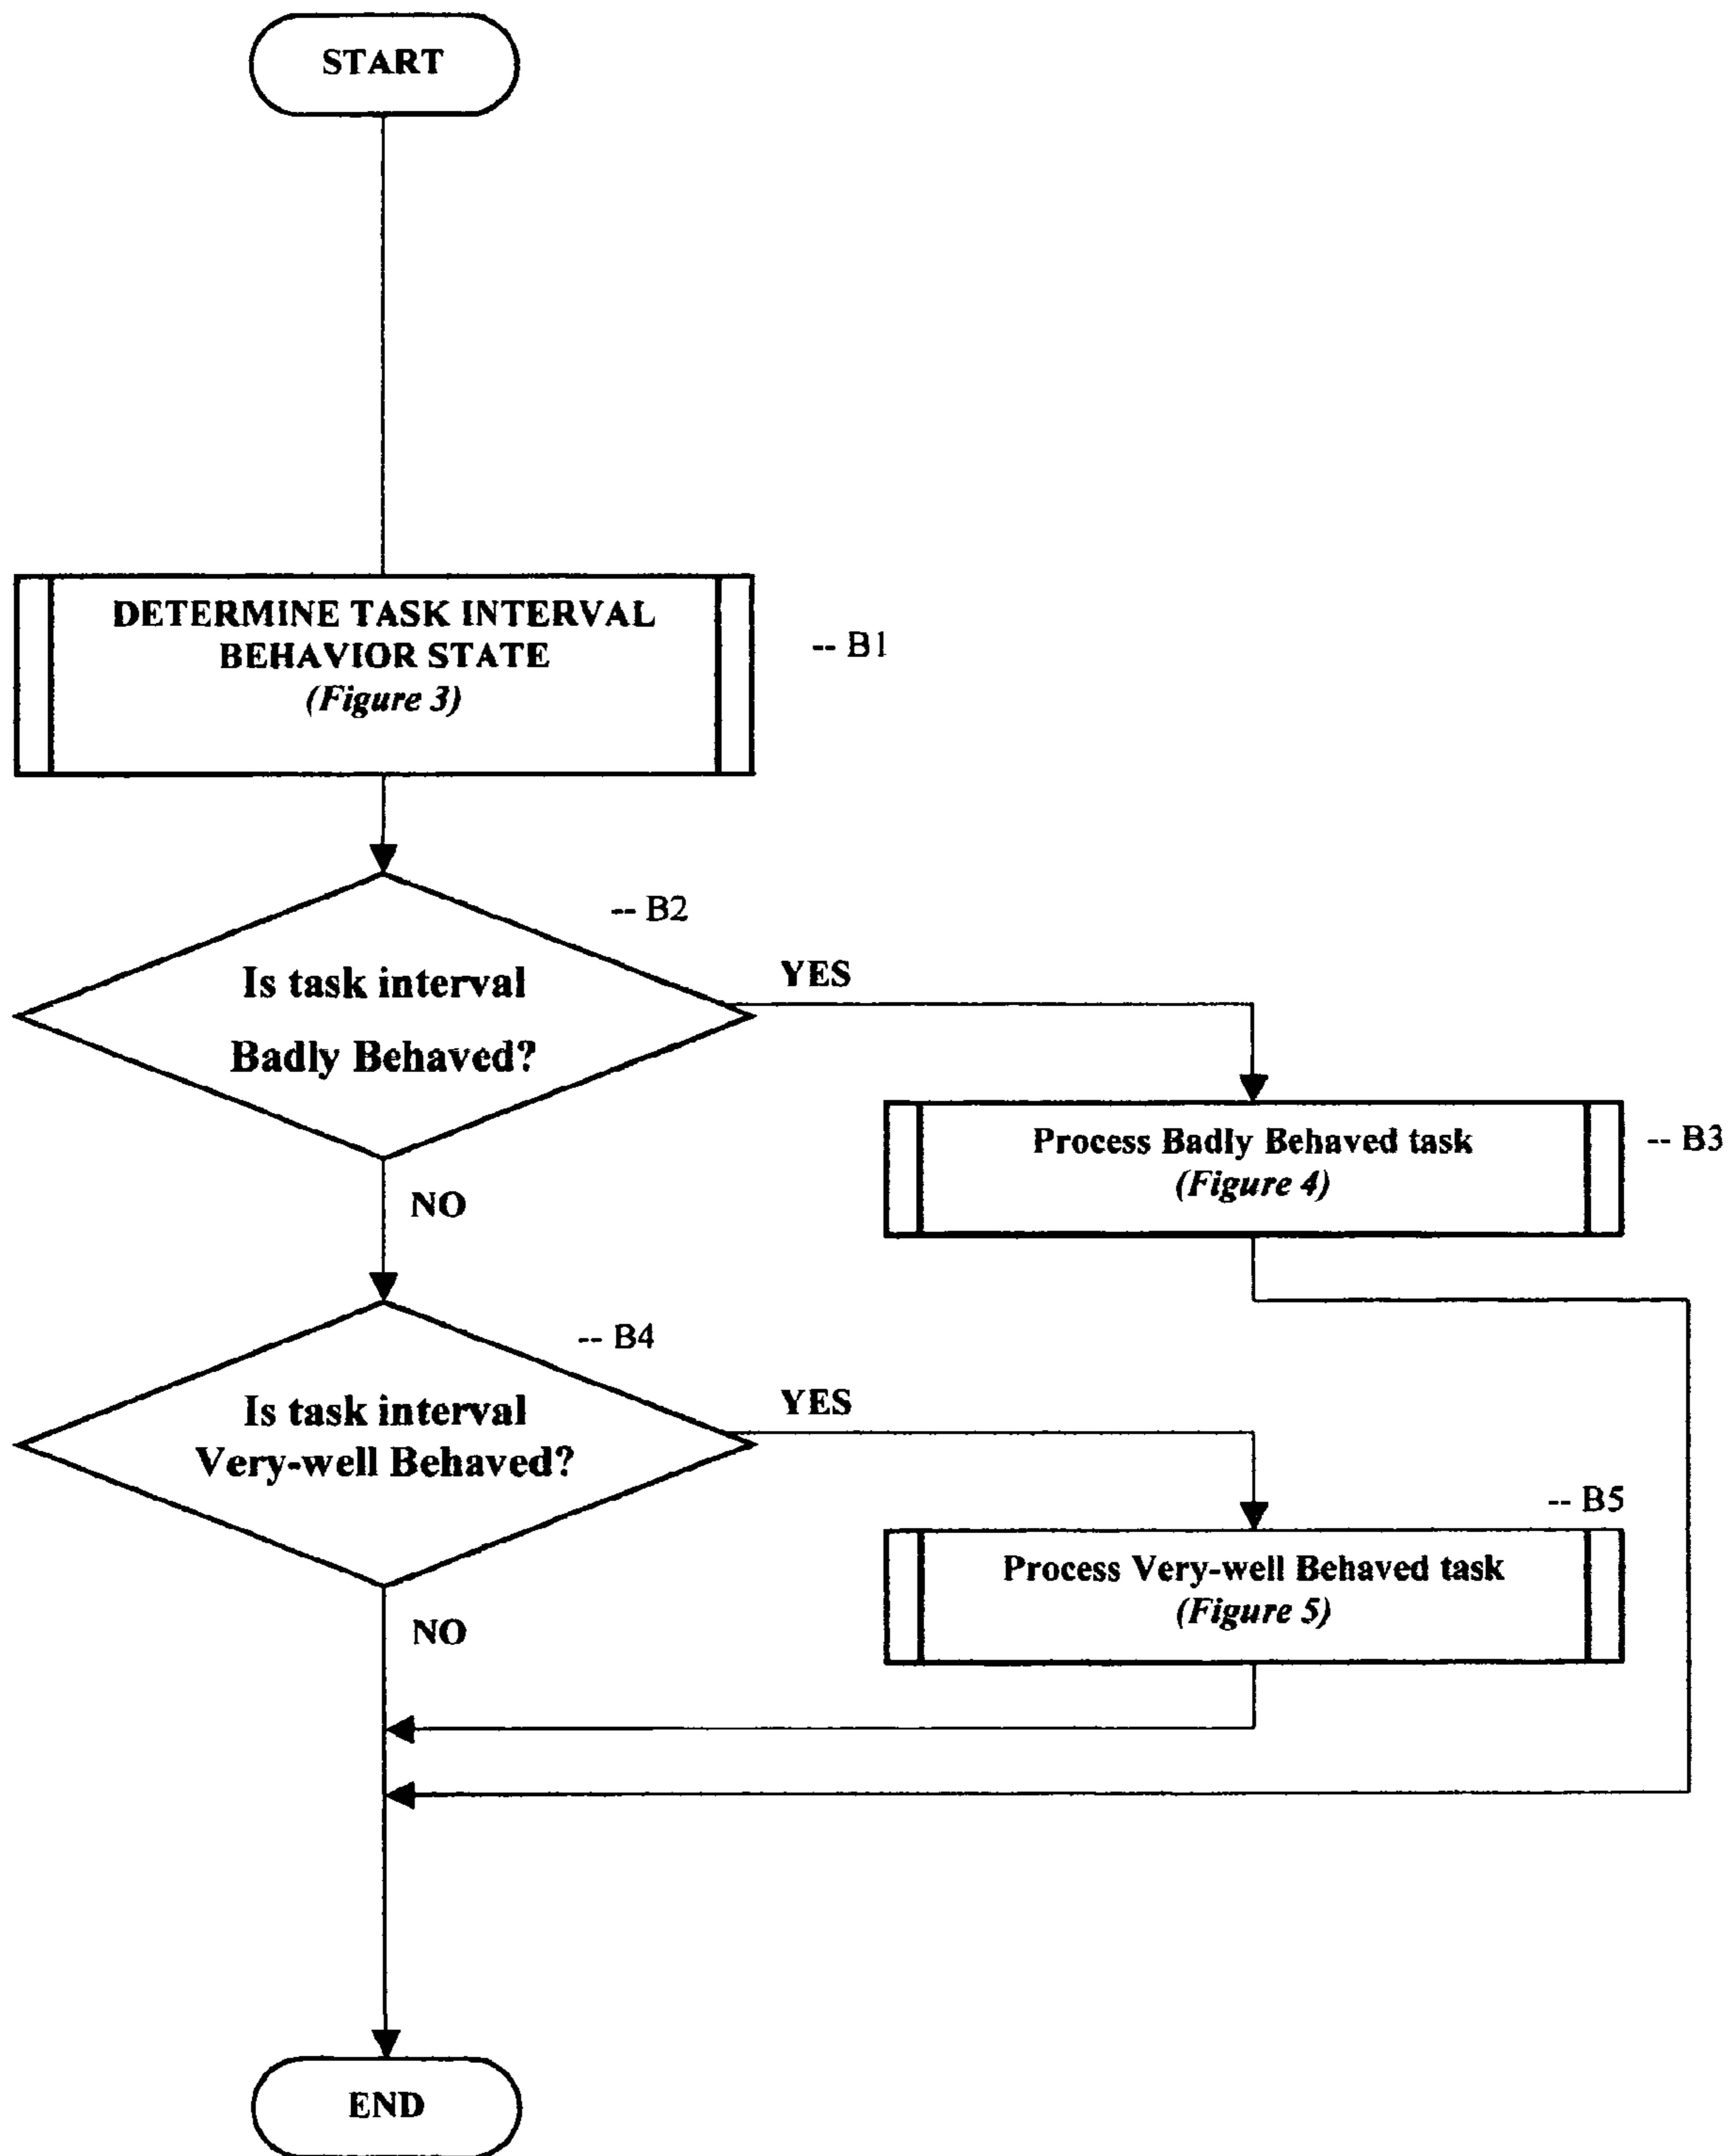 START
DETERMINE TASK INTERVAL
BEHAVIOR STATE
(Figure 3)
-- B1
-- B2
Is task interval
Badly Behaved?
YES
Process Badly Behaved task
(Figure 4)
-- B3
NO
-- B4
Is task interval
Very-well Behaved?
YES
-- B5
Process Very-well Behaved task
(Figure 5)
NO
END